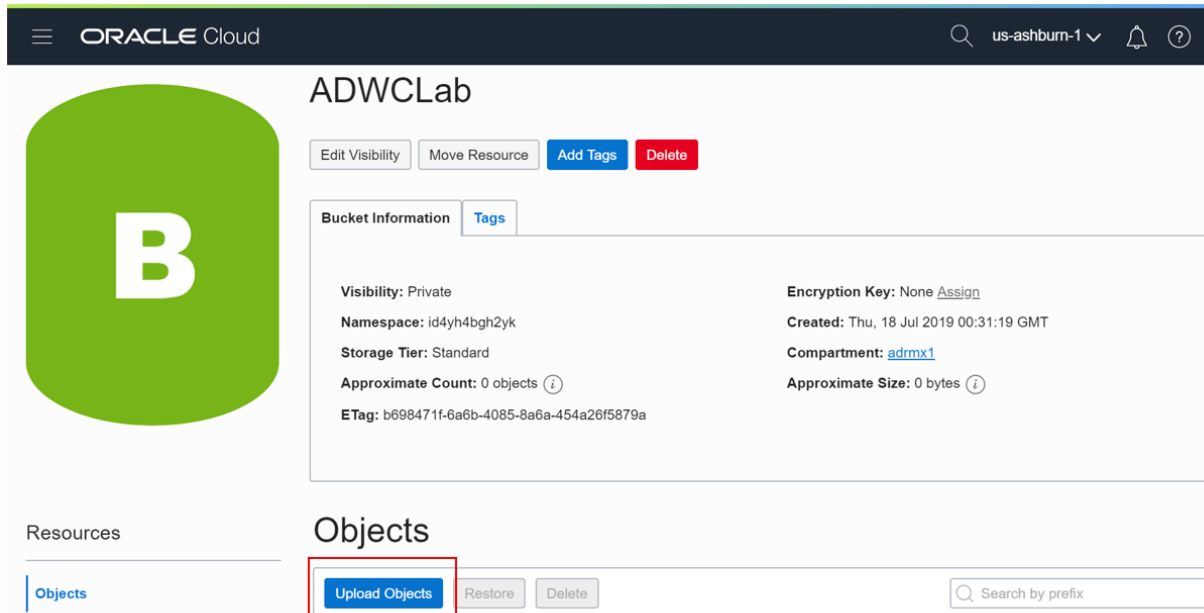 ORACLE Cloud us-ashburn-1
ADWCLab
Edit Visibility Move Resource Add Tags Delete
Bucket Information Tags
B
Visibility: Private
Namespace: id4yh4bgh2yk
Storage Tier: Standard
Approximate Count: 0 objects i
ETag: b698471f-6a6b-4085-8a6a-454a26f5879a
Encryption Key: None Assign
Created: Thu, 18 Jul 2019 00:31:19 GMT
Compartment: adrmx1
Approximate Size: 0 bytes i
Resources
Objects
Objects
Upload Objects Restore Delete Search by prefix